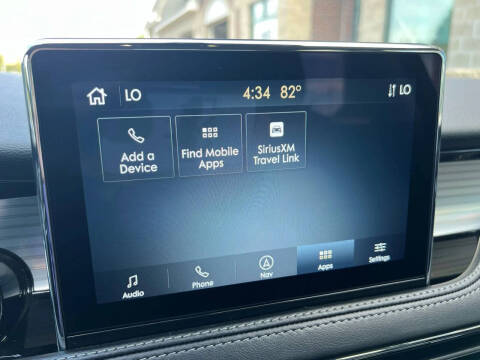 LO 4:34 82° LO
Add a
Device
Find Mobile
Apps
SiriusXM
Travel Link
Audio Phone Nav Apps Settings